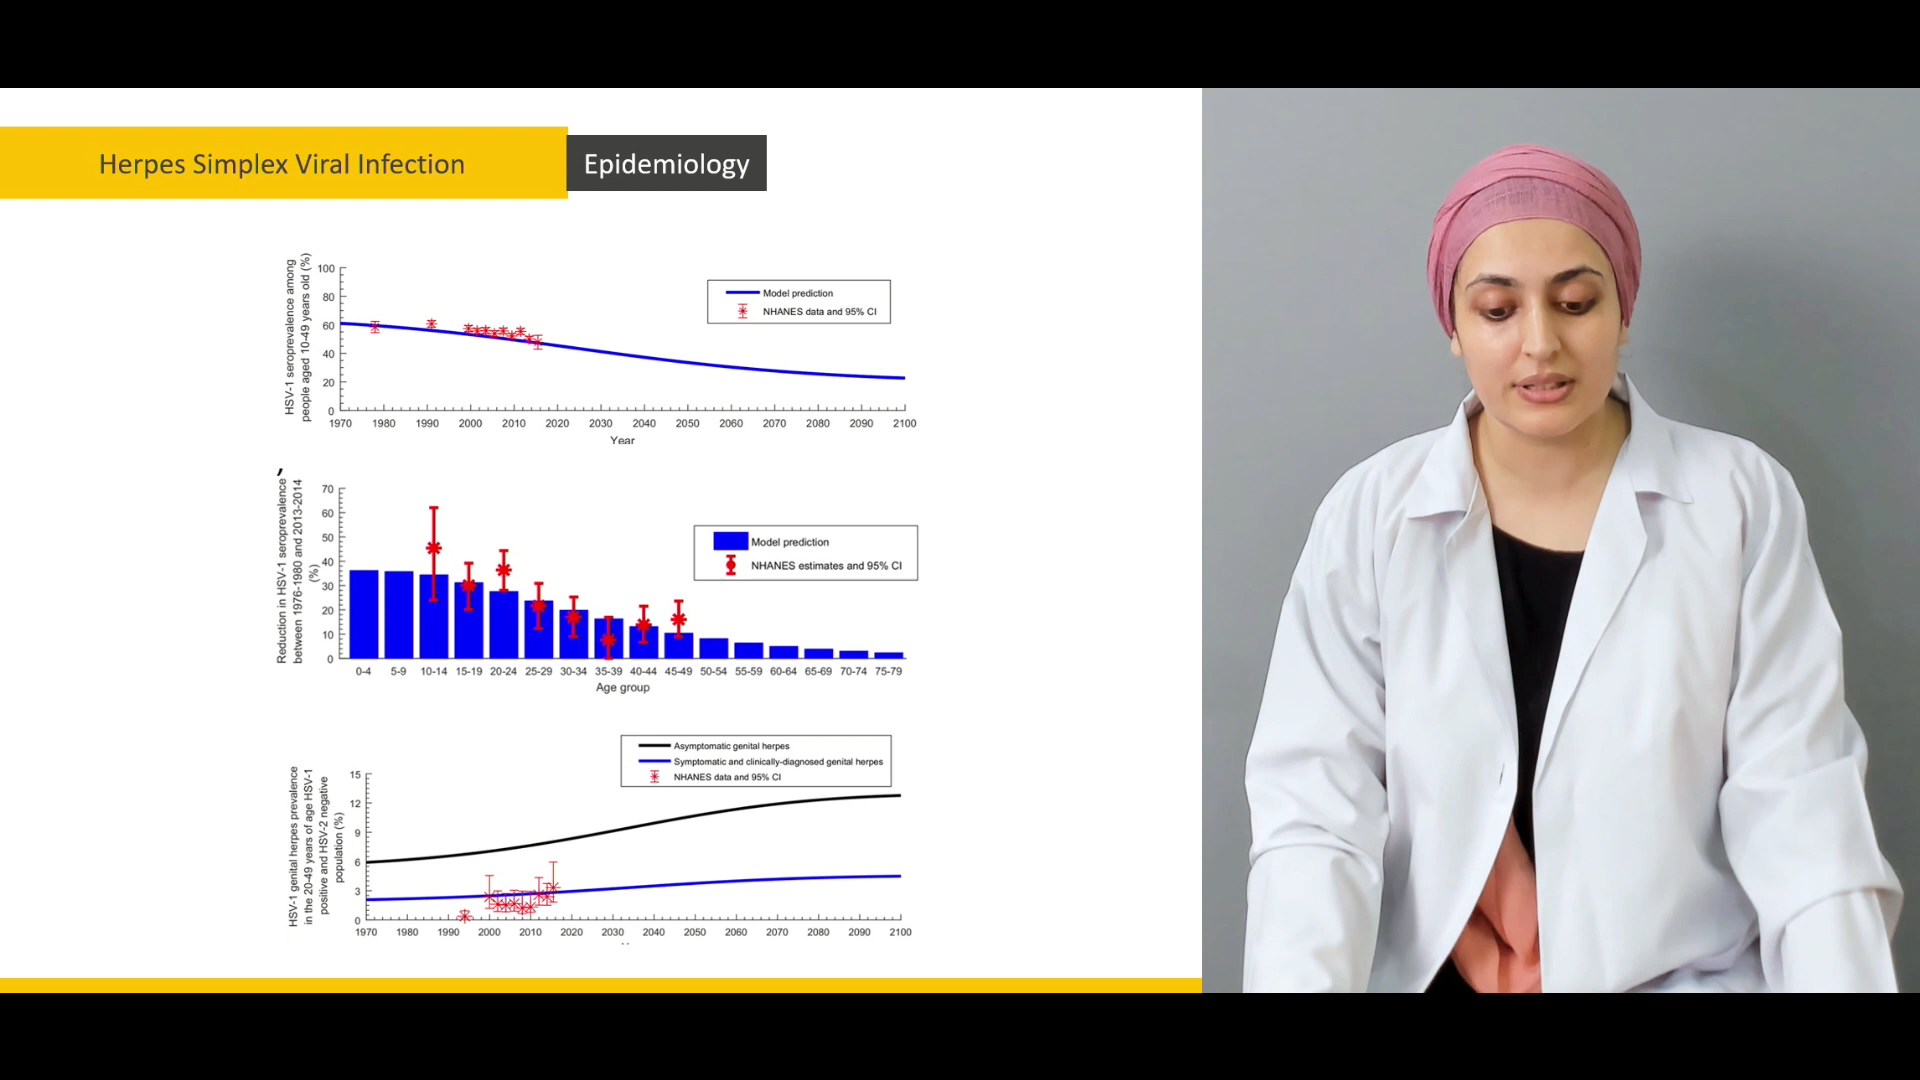 Herpes Simplex Viral Infection
Epidemiology
HSV-1 seroprevalence among
people aged 10-49 years old (%)
100
80
60
40
20
0
Model prediction
NHANES data and 95% CI
1970 1980 1990 2000 2010 2020 2030 2040 2050 2060 2070 2080 2090 2100
Year
,
Reduction in HSV-1 seroprevalence
between 1976-1980 and 2013-2014
(%)
70
60
50
40
30
20
10
0
Model prediction
NHANES estimates and 95% CI
0-4 5-9 10-14 15-19 20-24 25-29 30-34 35-39 40-44 45-49 50-54 55-59 60-64 65-69 70-74 75-79
Age group
Asymptomatic genital herpes
Symptomatic and clinically-diagnosed genital herpes
NHANES data and 95% CI
HSV-1 genital herpes prevalence
in the 20-49 years of age HSV-1
positive and HSV-2 negative
population (%)
15
12
9
6
3
0
1970 1980 1990 2000 2010 2020 2030 2040 2050 2060 2070 2080 2090 2100